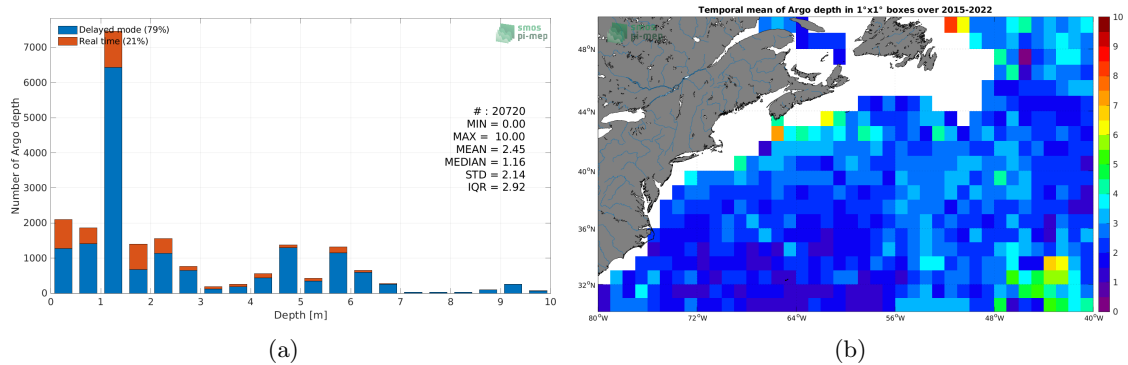 Delayed mode (79%)
Real time (21%)
smos
pi-mep
# : 20720
MIN = 0.00
MAX = 10.00
MEAN = 2.45
MEDIAN = 1.16
STD = 2.14
IQR = 2.92
Number of Argo depth
7000
6000
5000
4000
3000
2000
1000
0
0 1 2 3 4 5 6 7 8 9 10
Depth [m]
(a)
Temporal mean of Argo depth in 1°x1° boxes over 2015-2022
smos
pi-mep
48°N
44°N
40°N
36°N
32°N
80°W 72°W 64°W 56°W 48°W 40°W
10
9
8
7
6
5
4
3
2
1
0
(b)